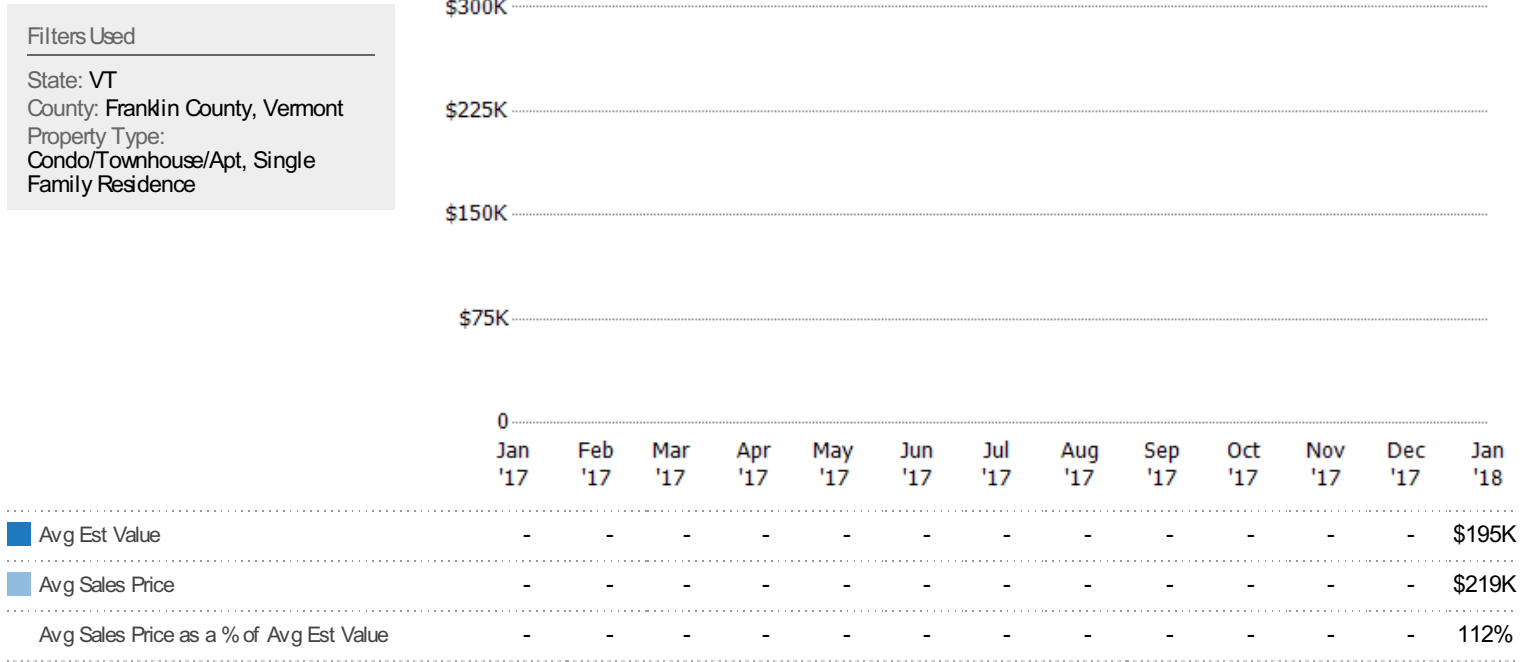 Filters Used
State: VT
County: Franklin County, Vermont
Property Type:
Condo/Townhouse/Apt, Single
Family Residence
$300K
$225K
$150K
$75K
0
Jan Feb Mar Apr May Jun Jul Aug Sep Oct Nov Dec Jan
'17 '17 '17 '17 '17 '17 '17 '17 '17 '17 '17 '17 '18
Avg Est Value - - - - - - - - - - - - $195K
Avg Sales Price - - - - - - - - - - - - $219K
Avg Sales Price as a % of Avg Est Value - - - - - - - - - - - - 112%